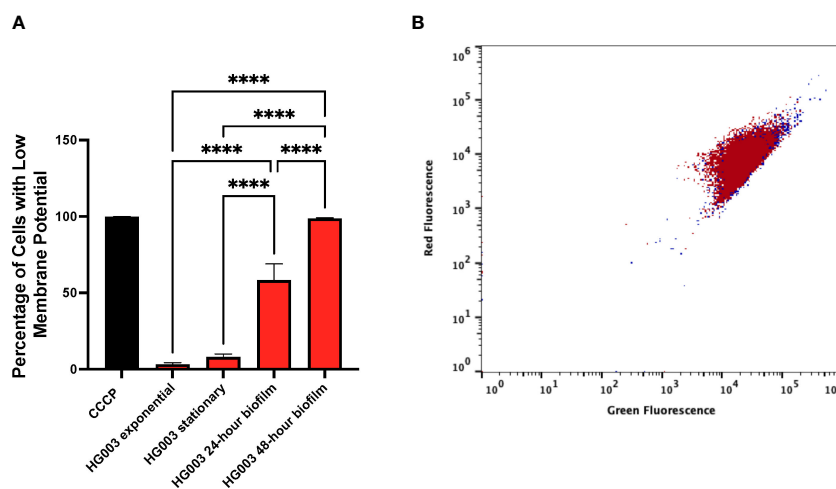 A
B
Percentage of Cells with Low
Membrane Potential
150
100
50
0
****
****
****
****
****
CCCP
HG003 exponential
HG003 stationary
HG003 24-hour biofilm
HG003 48-hour biofilm
Red Fluorescence
10^6
10^5
10^4
10^3
10^2
10^1
10^0
10^0
10^1
10^2
10^3
10^4
10^5
10
Green Fluorescence